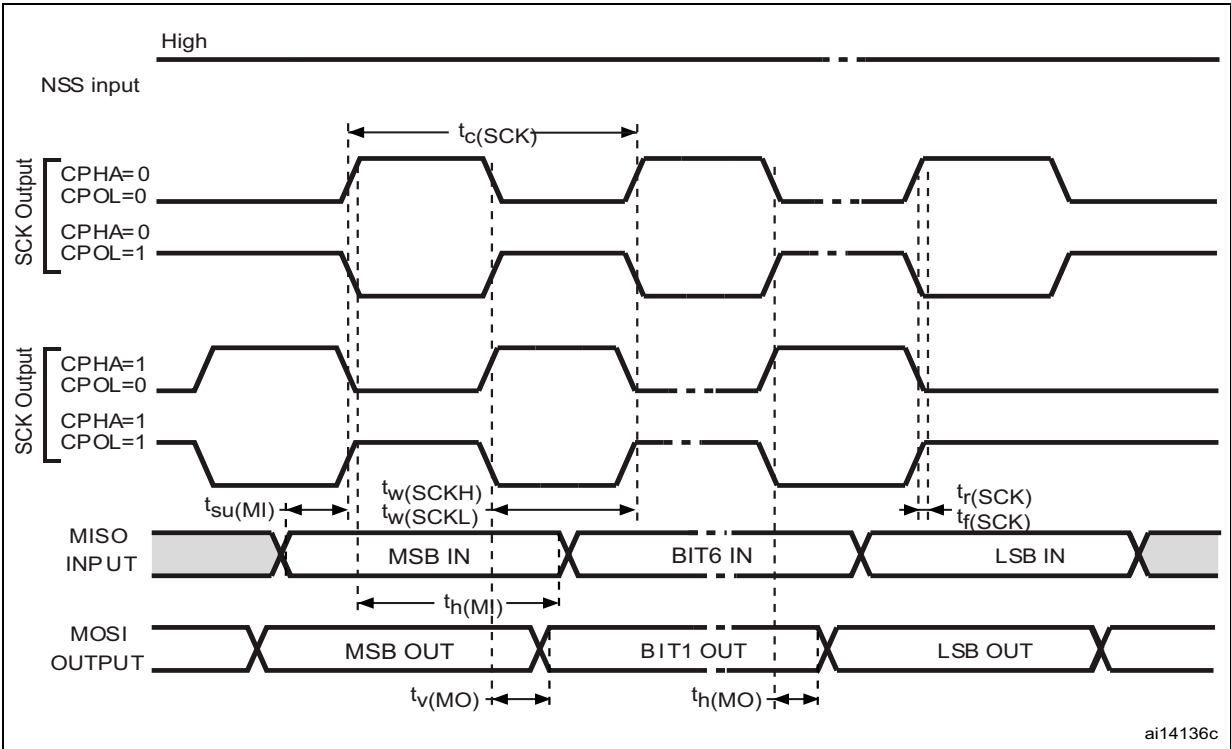 High
NSS input
tc(SCK)
SCK Output
CPHA=0
CPOL=0
CPHA=0
CPOL=1
SCK Output
CPHA=1
CPOL=0
CPHA=1
CPOL=1
tsu(MI)
tw(SCKH)
tw(SCKL)
tr(SCK)
tf(SCK)
MISO
INPUT
MSB IN
BIT6 IN
LSB IN
th(MI)
MOSI
OUTPUT
MSB OUT
BIT1 OUT
LSB OUT
tv(MO)
th(MO)
ai14136c